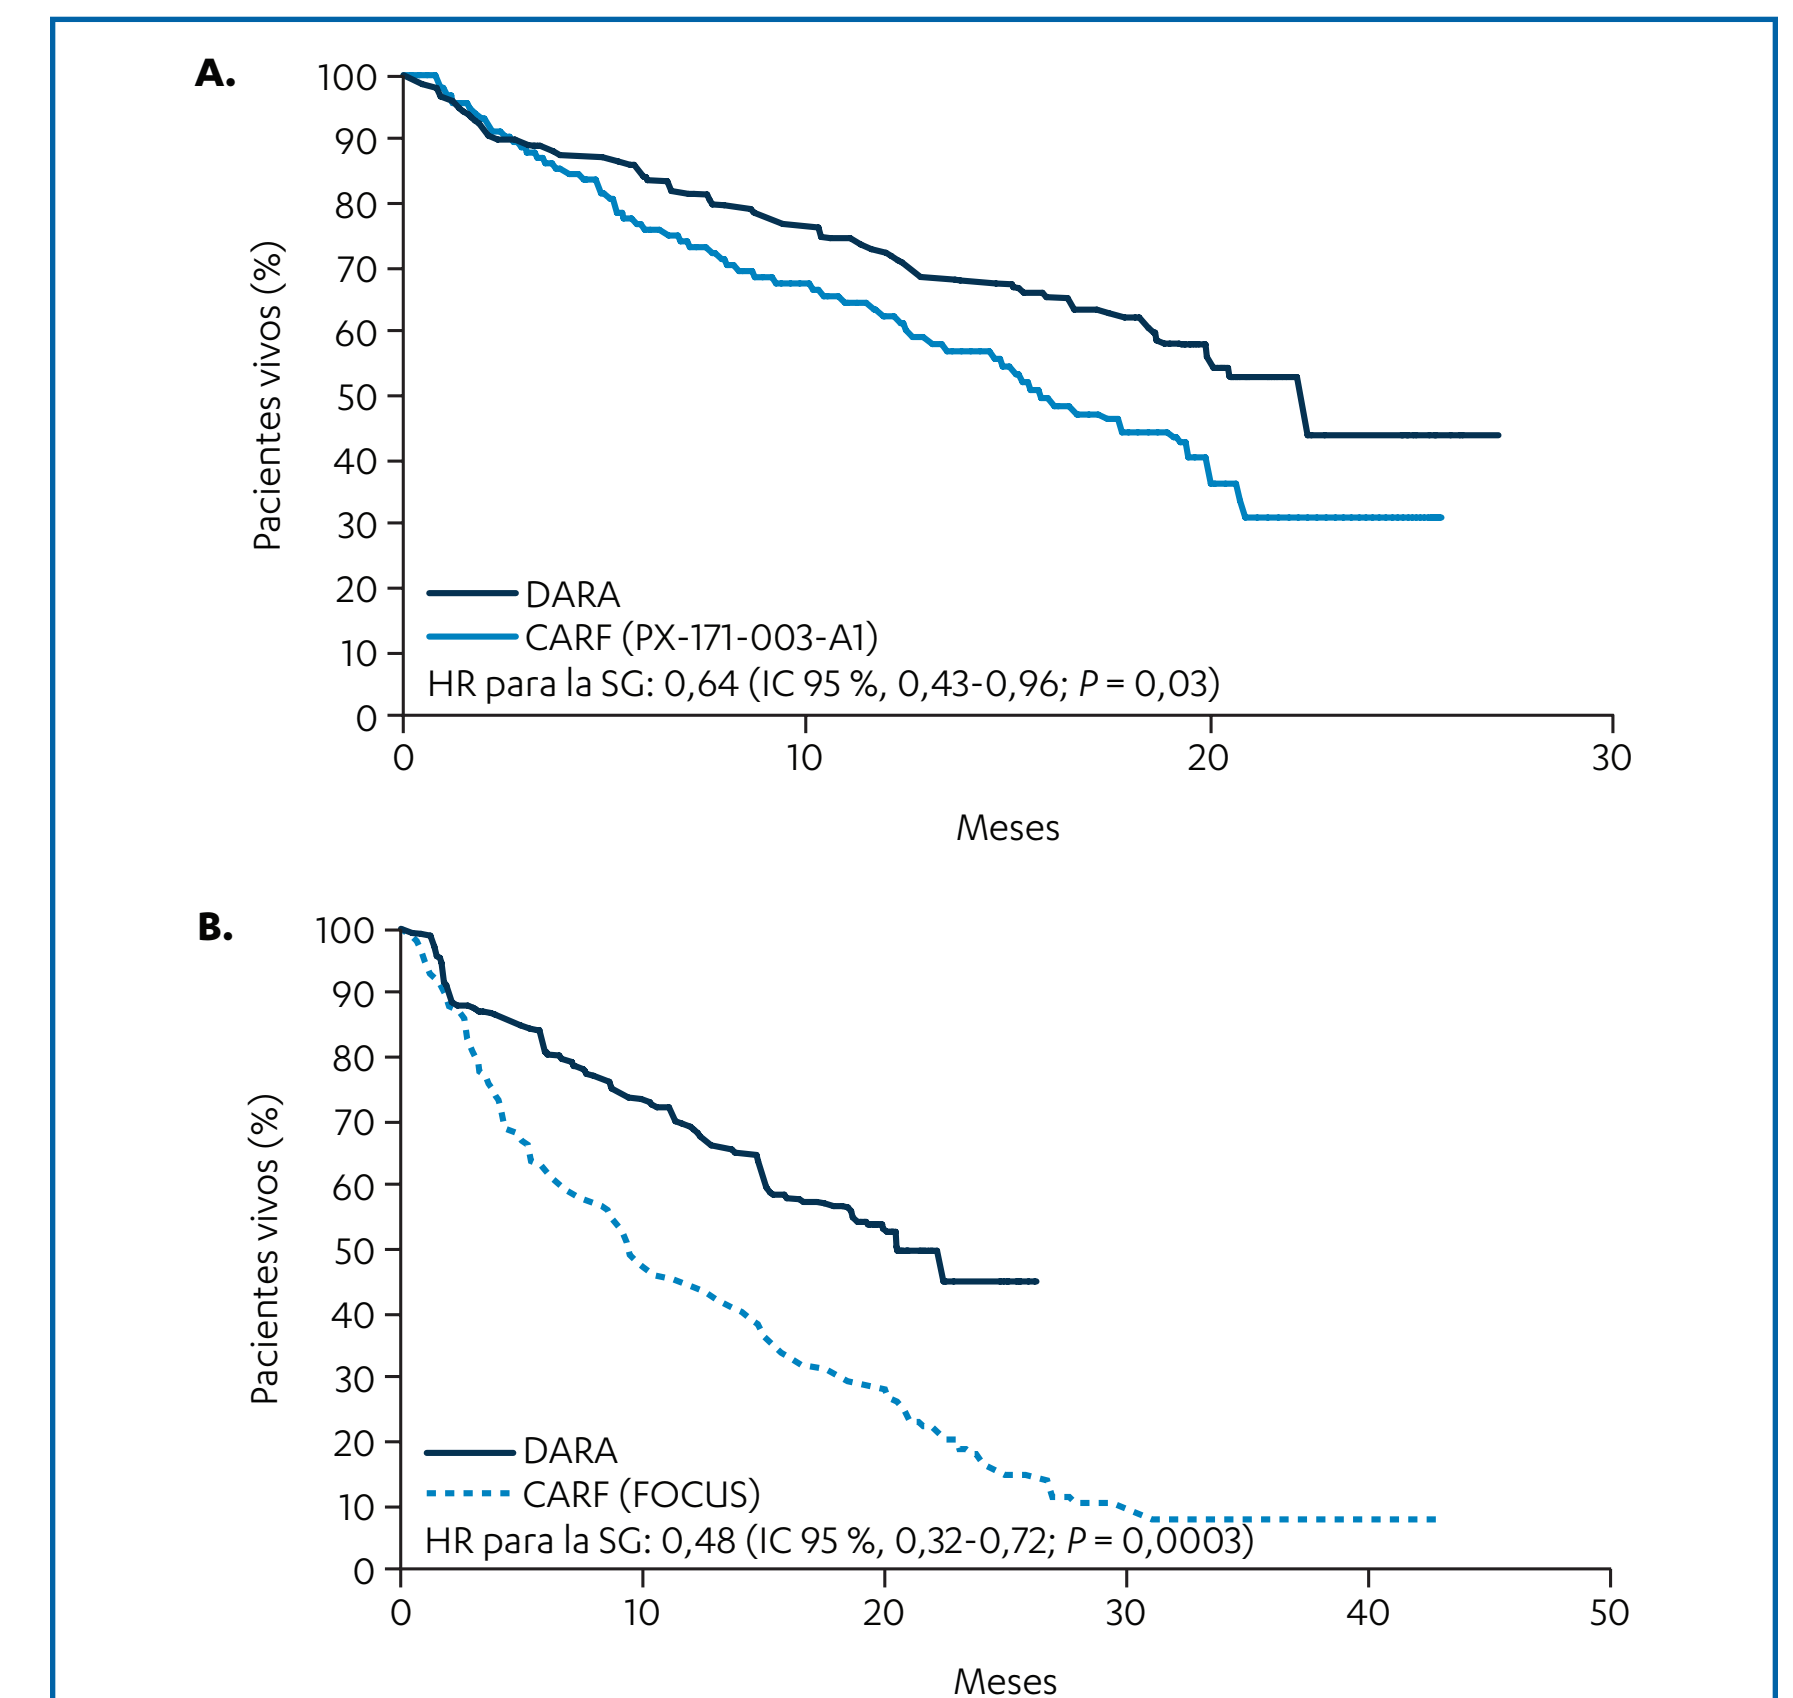 A.
Pacientes vivos (%)
100
90
80
70
60
50
40
30
20
10
0
DARA
CARF (PX-171-003-A1)
HR para la SG: 0,64 (IC 95 %, 0,43-0,96; P = 0,03)
0 10 20 30
Meses
B.
Pacientes vivos (%)
100
90
80
70
60
50
40
30
20
10
0
DARA
CARF (FOCUS)
HR para la SG: 0,48 (IC 95 %, 0,32-0,72; P = 0,0003)
0 10 20 30 40 50
Meses